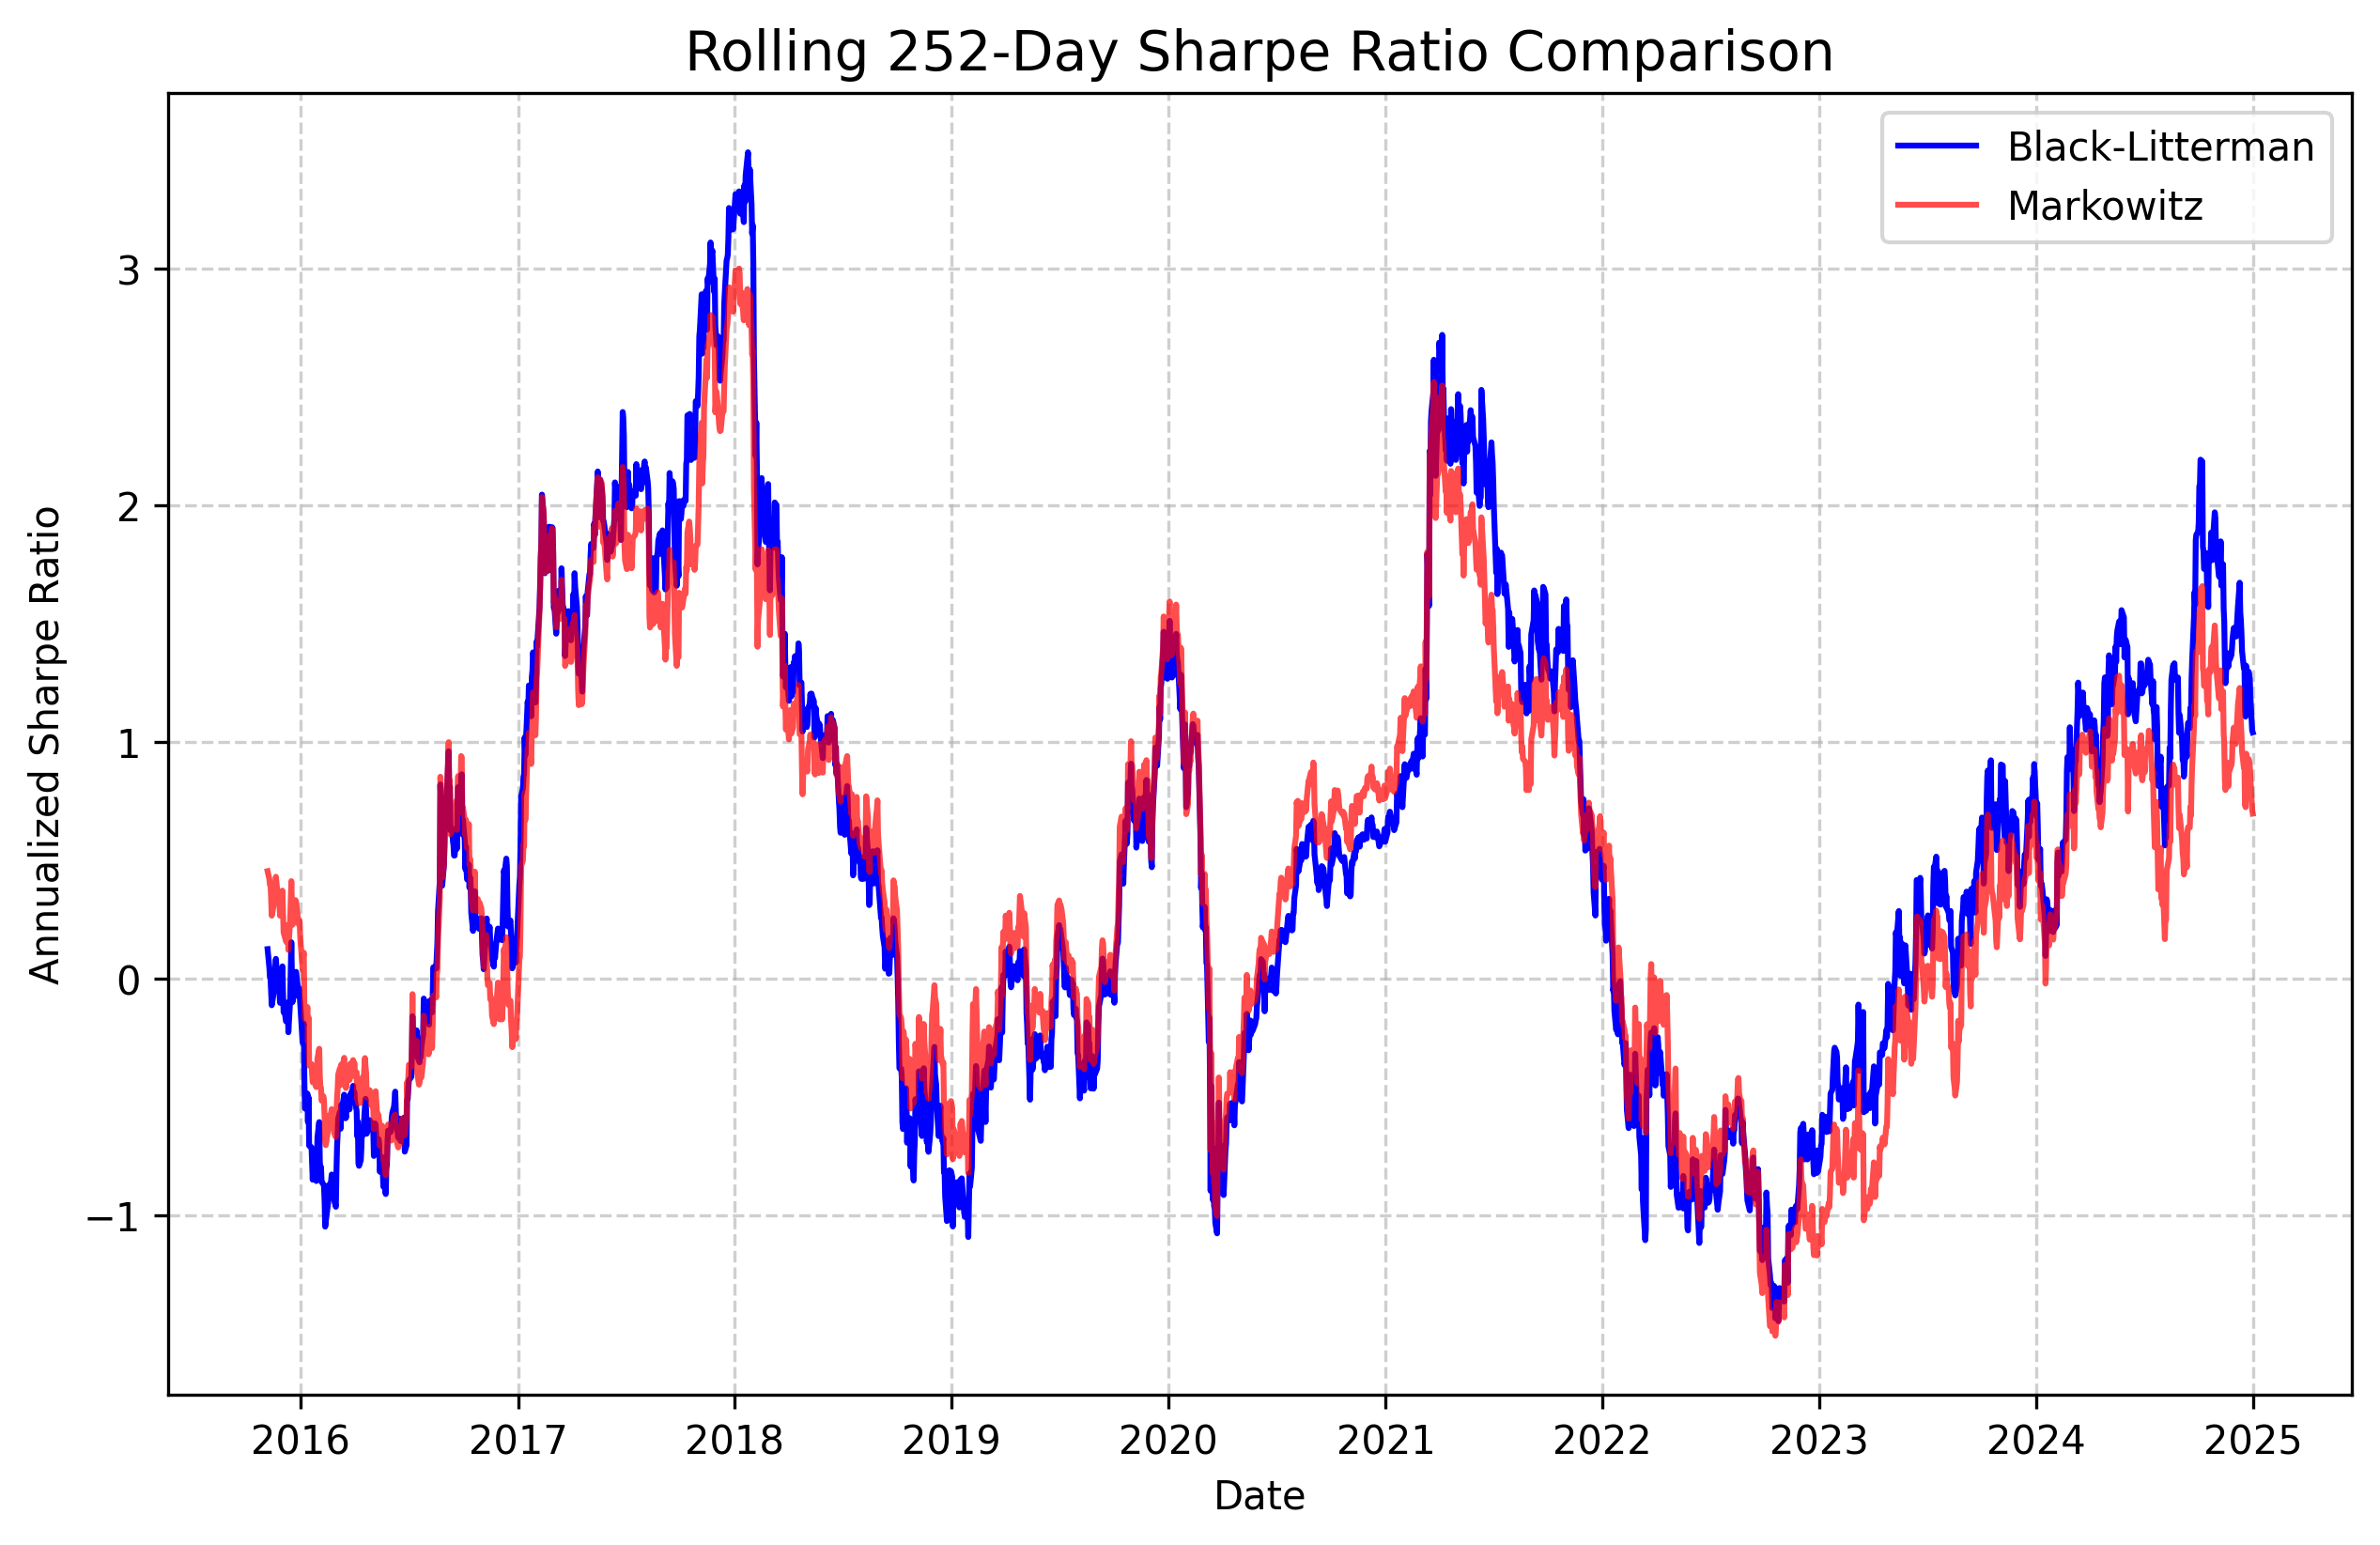 Rolling 252-Day Sharpe Ratio Comparison
Black-Litterman
Markowitz
Annualized Sharpe Ratio
3
2
1
0
−1
2016 2017 2018 2019 2020 2021 2022 2023 2024 2025
Date